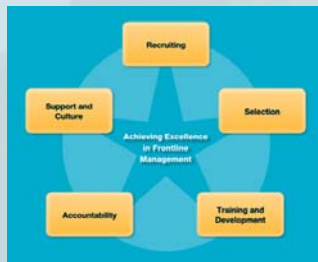 Recruiting
Support and
Culture
Selection
Achieving Excellence
in Frontline
Management
Accountability
Training and
Development